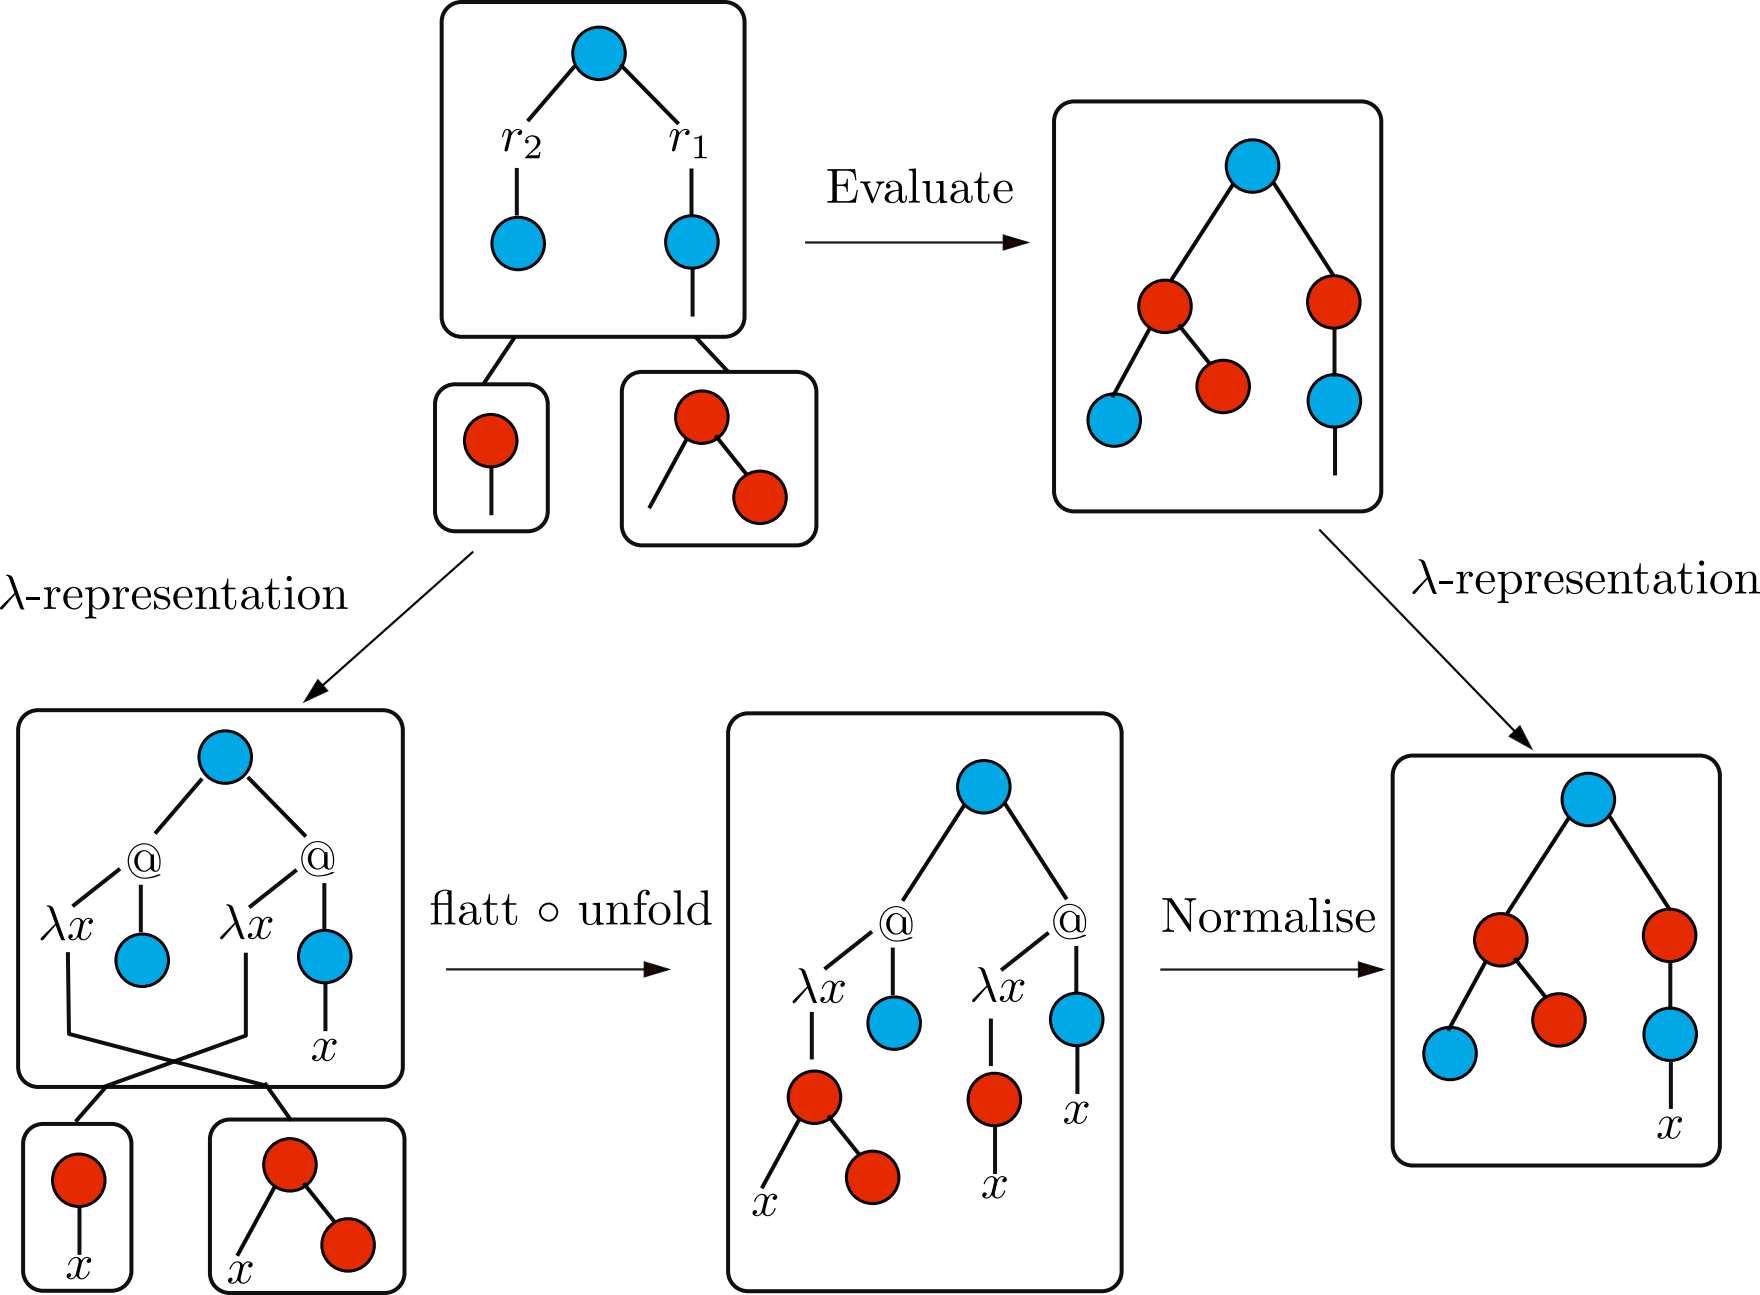 r₂ r₁
Evaluate
λ-representation
λ-representation
@ @
λx λx
x
x
x
flatt ∘ unfold
@ @
λx λx
x
x
x
Normalise
x